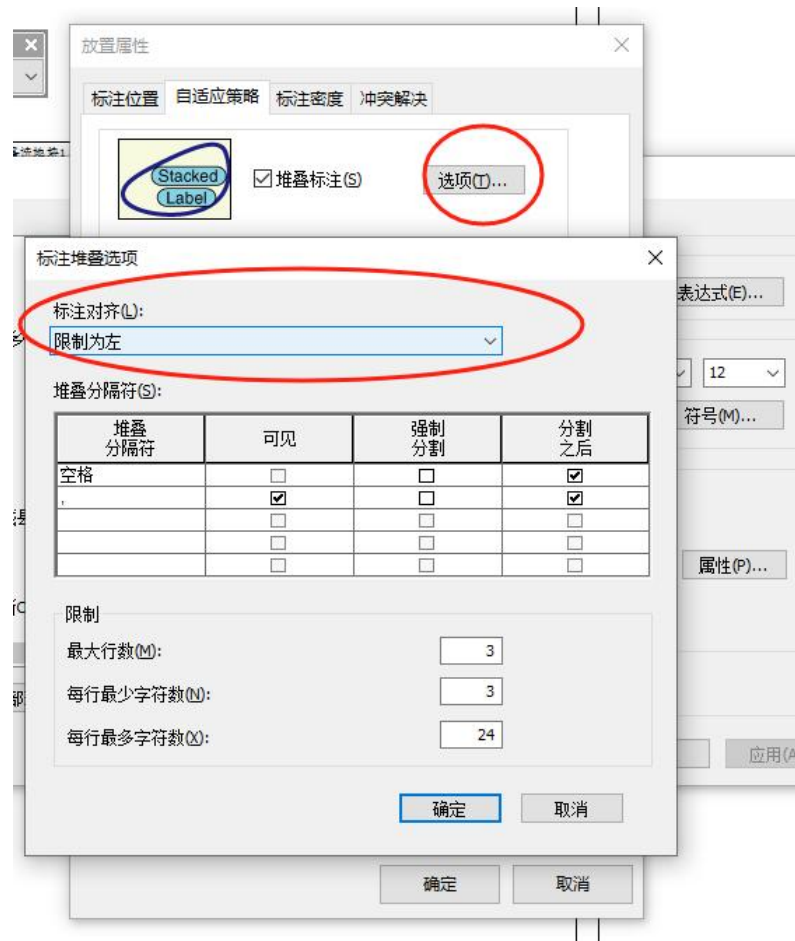 放置属性
标注位置
自适应策略
标注密度
冲突解决
Stacked
Label
堆叠标注(S)
选项(T)...
标注堆叠选项
标注对齐(L):
限制为左
堆叠分隔符(S):
堆叠
分隔符
可见
强制
分割
分割
之后
空格
,
限制
最大行数(M):
3
每行最少字符数(N):
3
每行最多字符数(X):
24
确定
取消
确定
取消
表达式(E)...
12
符号(M)...
属性(P)...
应用(A